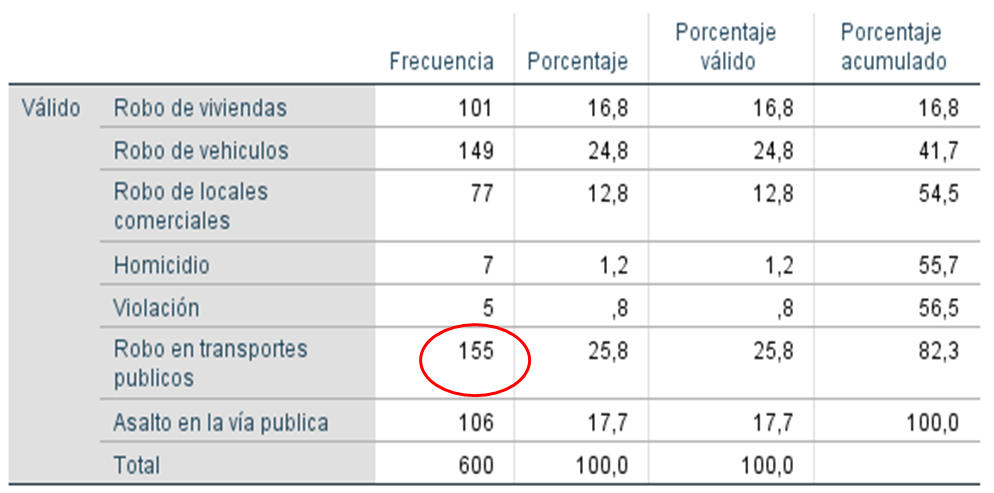 Frecuencia Porcentaje Porcentaje válido Porcentaje acumulado
Válido Robo de viviendas 101 16,8 16,8 16,8
Robo de vehiculos 149 24,8 24,8 41,7
Robo de locales comerciales 77 12,8 12,8 54,5
Homicidio 7 1,2 1,2 55,7
Violación 5 ,8 ,8 56,5
Robo en transportes publicos 155 25,8 25,8 82,3
Asalto en la vía publica 106 17,7 17,7 100,0
Total 600 100,0 100,0